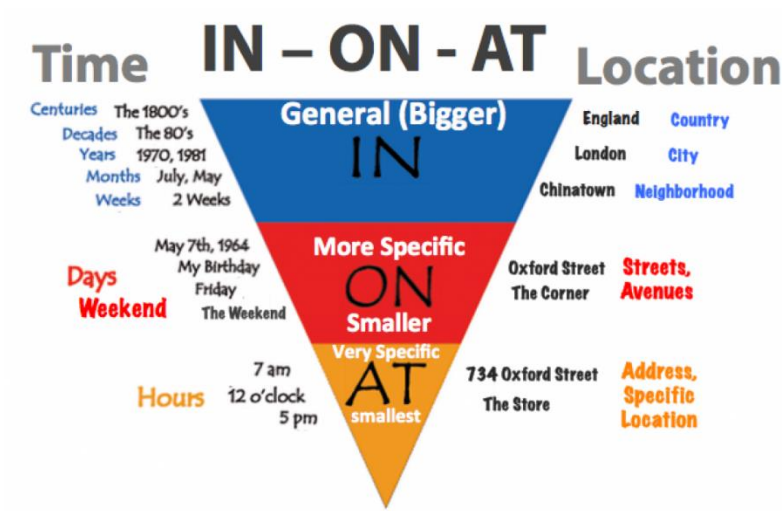 IN – ON - AT
Time
Location
Centuries The 1800's
Decades The 80's
Years 1970, 1981
Months July, May
Weeks 2 Weeks
General (Bigger)
IN
England Country
London City
Chinatown Neighborhood
May 7th, 1964
My Birthday
Friday
The Weekend
Days
Weekend
More Specific
ON
Smaller
Oxford Street
The Corner
Streets,
Avenues
7 am
12 o'clock
5 pm
Hours
Very Specific
AT
smallest
734 Oxford Street
The Store
Address,
Specific
Location